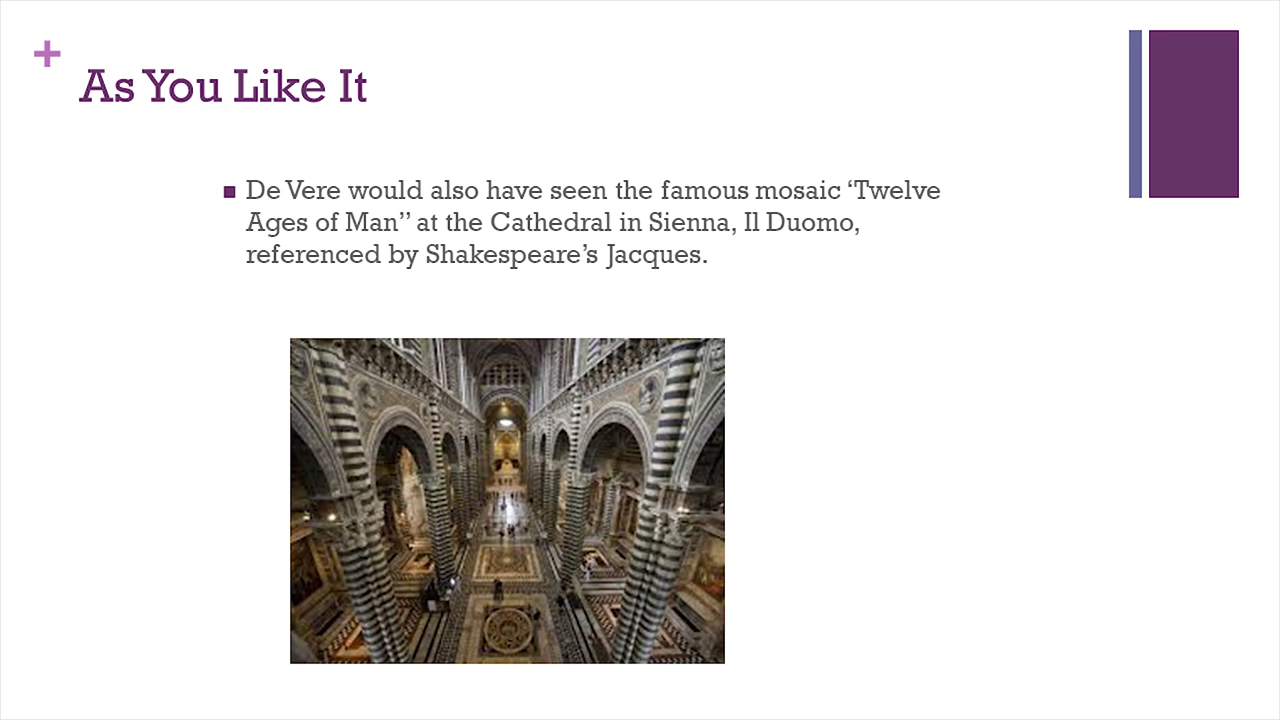 +
As You Like It
De Vere would also have seen the famous mosaic ‘Twelve
Ages of Man” at the Cathedral in Sienna, Il Duomo,
referenced by Shakespeare’s Jacques.